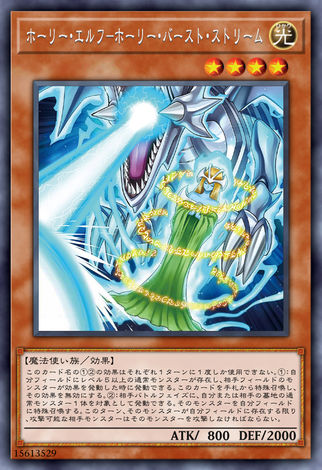 ホーリー・エルフ－ホーリー・バースト・ストリーム
光
【魔法使い族／効果】
このカード名の①②の効果はそれぞれ１ターンに１度しか使用できない。①：自
分フィールドにレベル５以上の通常モンスターが存在し、相手フィールドのモ
ンスターが効果を発動した時に発動できる。このカードを手札から特殊召喚し、
その効果を無効にする。②：相手バトルフェイズに、自分または相手の墓地の通
常モンスター１体を対象として発動できる。そのモンスターを自分フィールド
に特殊召喚する。このターン、そのモンスターが自分フィールドに存在する限り、
攻撃可能な相手モンスターはそのモンスターを攻撃しなければならない。
ATK/ 800 DEF/2000
15613529